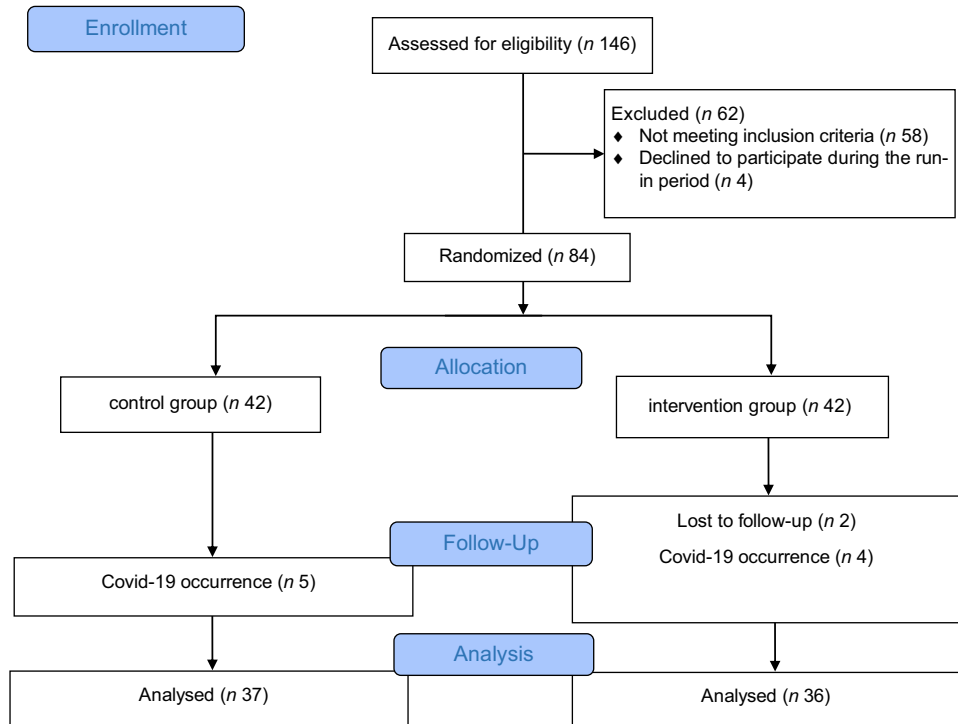 Enrollment
Assessed for eligibility (n 146)
Excluded (n 62)
♦ Not meeting inclusion criteria (n 58)
♦ Declined to participate during the run-
in period (n 4)
Randomized (n 84)
Allocation
control group (n 42)
intervention group (n 42)
Lost to follow-up (n 2)
Covid-19 occurrence (n 4)
Follow-Up
Covid-19 occurrence (n 5)
Analysis
Analysed (n 37)
Analysed (n 36)